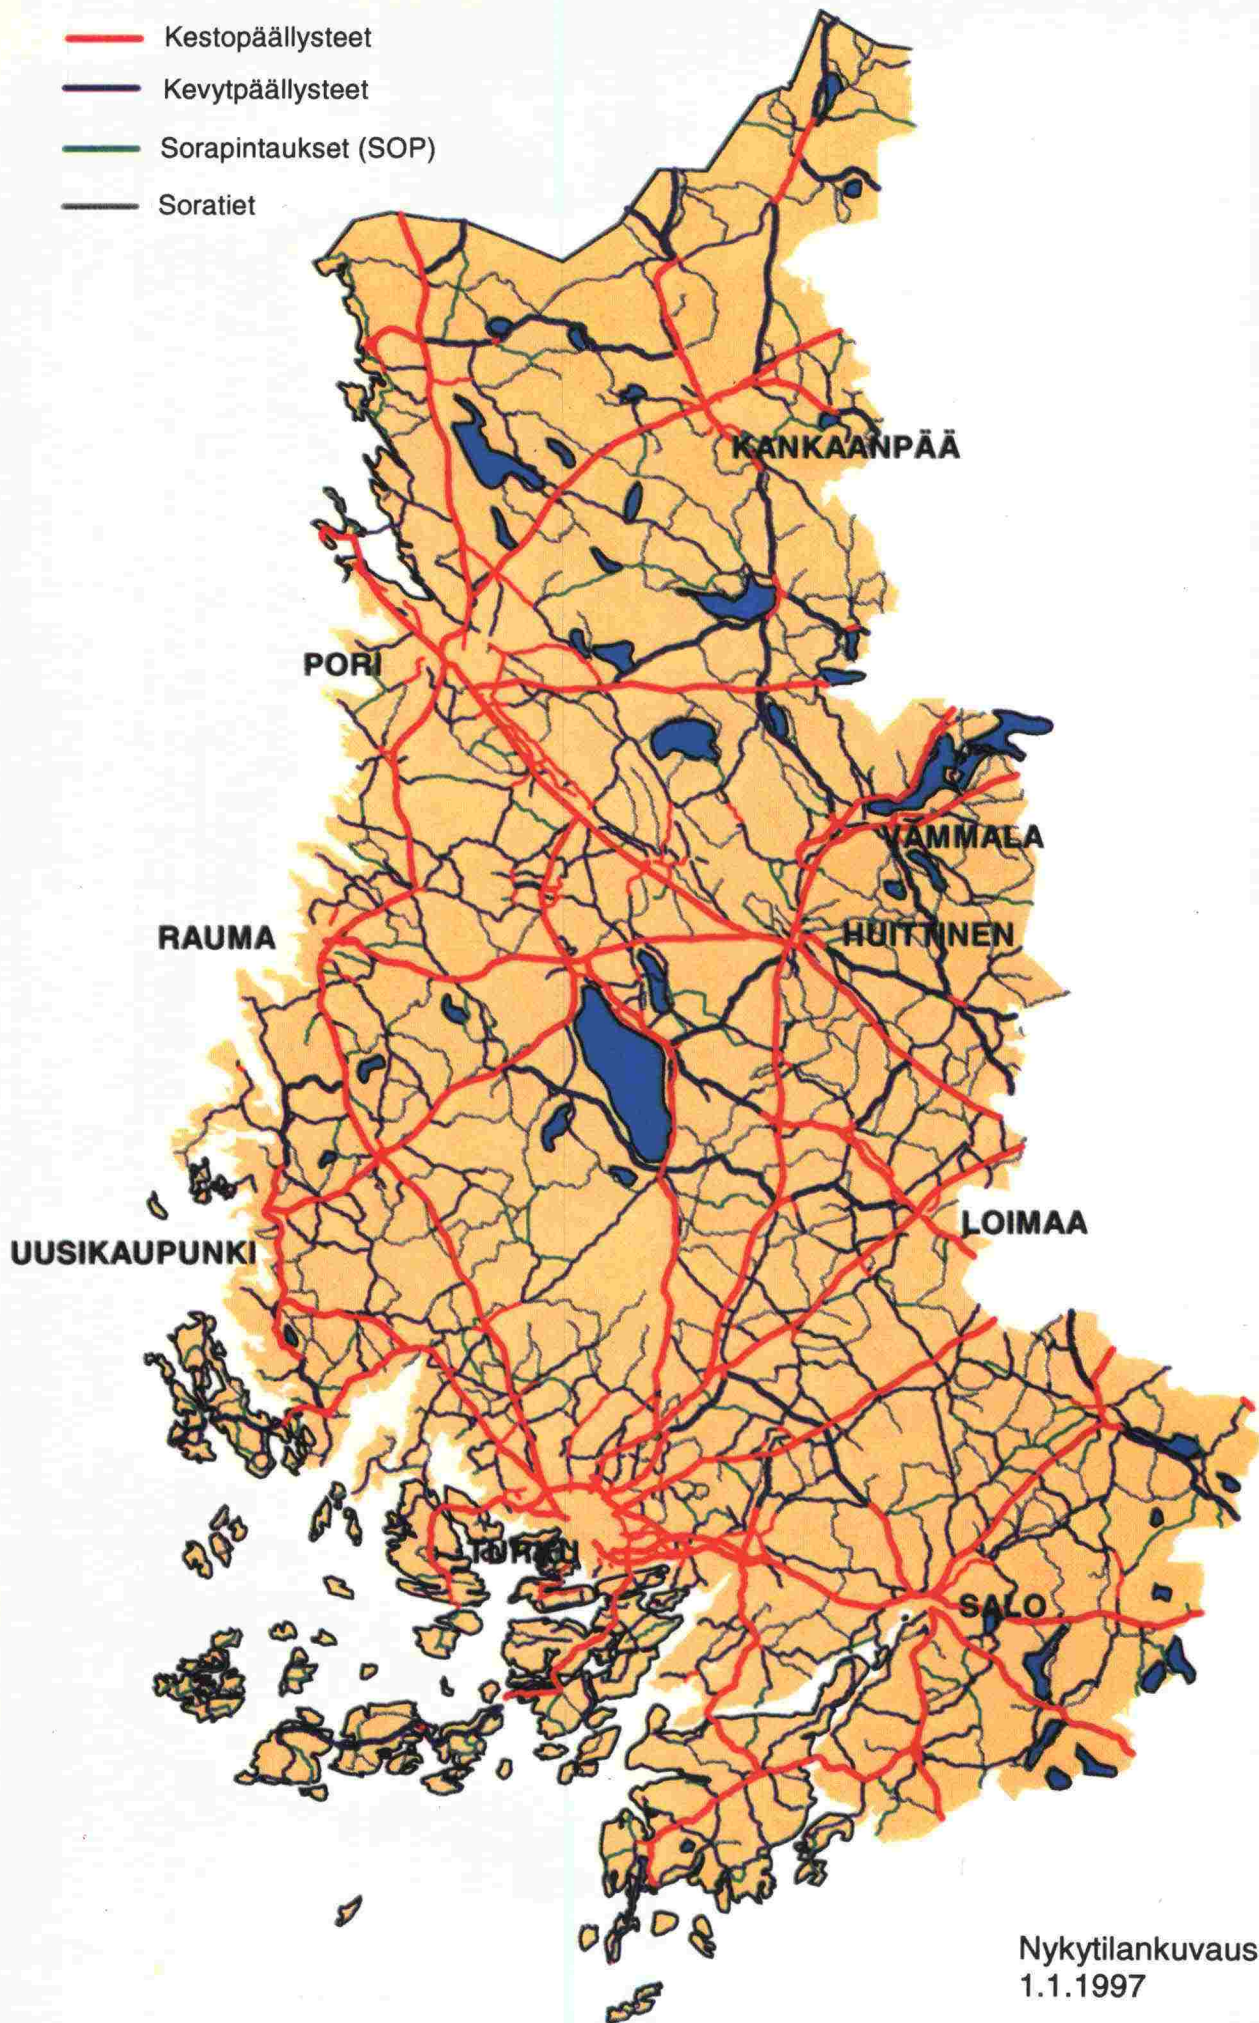 Kestopäällysteet
Kevytpäällysteet
Sorapintaukset (SOP)
Soratiet
KANKAANPÄÄ
PORI
VAMMALA
RAUMA
HUITTINEN
LOIMAA
UUSIKAUPUNKI
TURKU
SALO
Nykytilankuvaus
1.1.1997